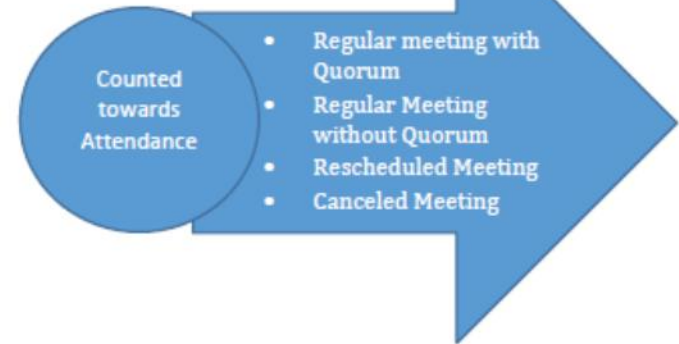 Counted
towards
Attendance
• Regular meeting with
Quorum
• Regular Meeting
without Quorum
• Rescheduled Meeting
• Canceled Meeting